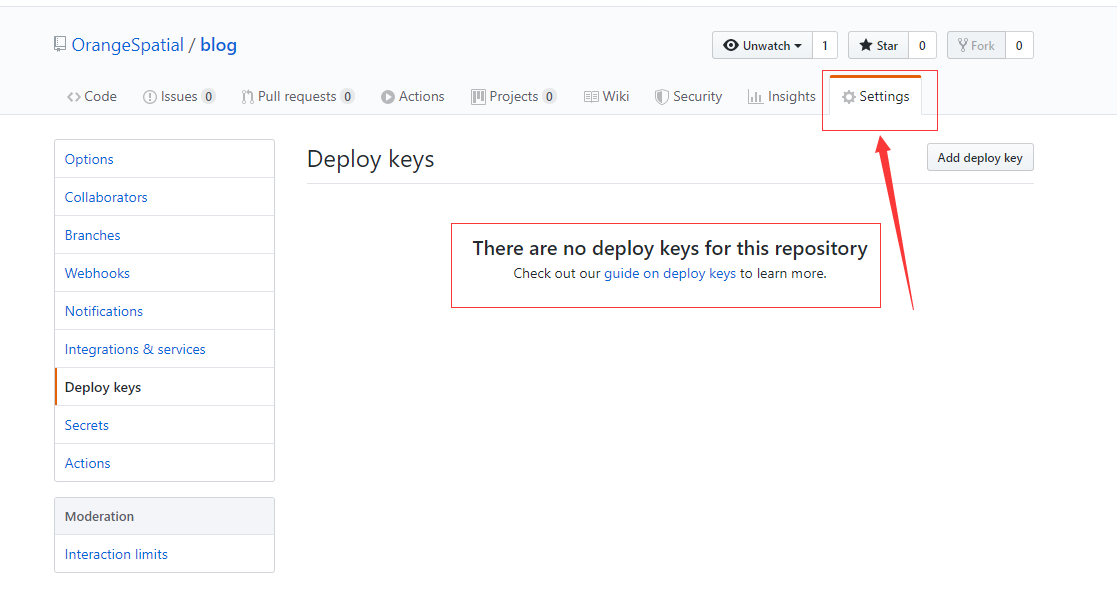 OrangeSpatial / blog
Unwatch 1 Star 0 Fork 0
Code Issues 0 Pull requests 0 Actions Projects 0 Wiki Security Insights Settings
Options
Collaborators
Branches
Webhooks
Notifications
Integrations & services
Deploy keys
Secrets
Actions
Moderation
Interaction limits
Deploy keys
Add deploy key
There are no deploy keys for this repository
Check out our guide on deploy keys to learn more.